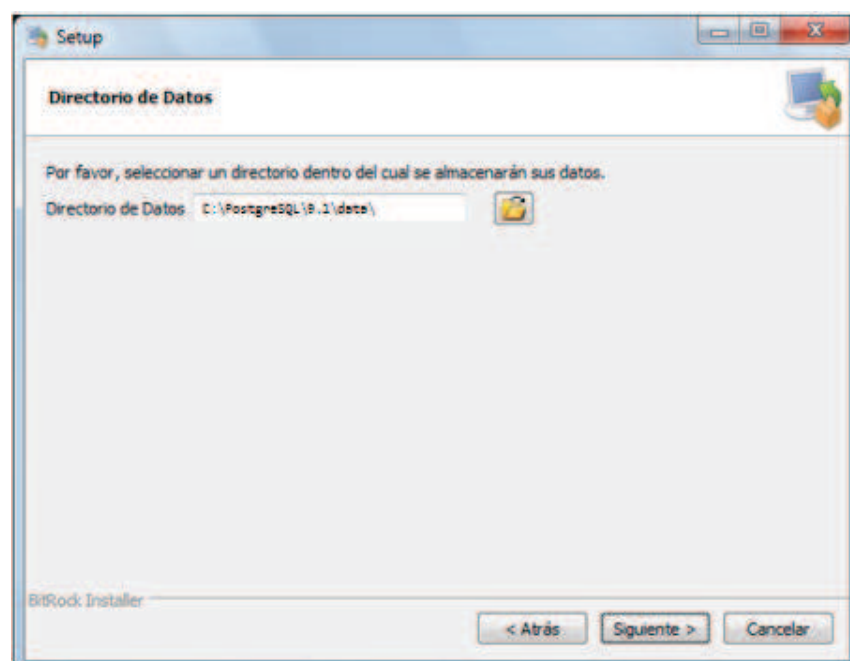 Setup
Directorio de Datos
Por favor, seleccionar un directorio dentro del cual se almacenarán sus datos.
Directorio de Datos C:\PostgreSQL\9.1\data\
BitRock Installer
< Atrás Siguiente > Cancelar